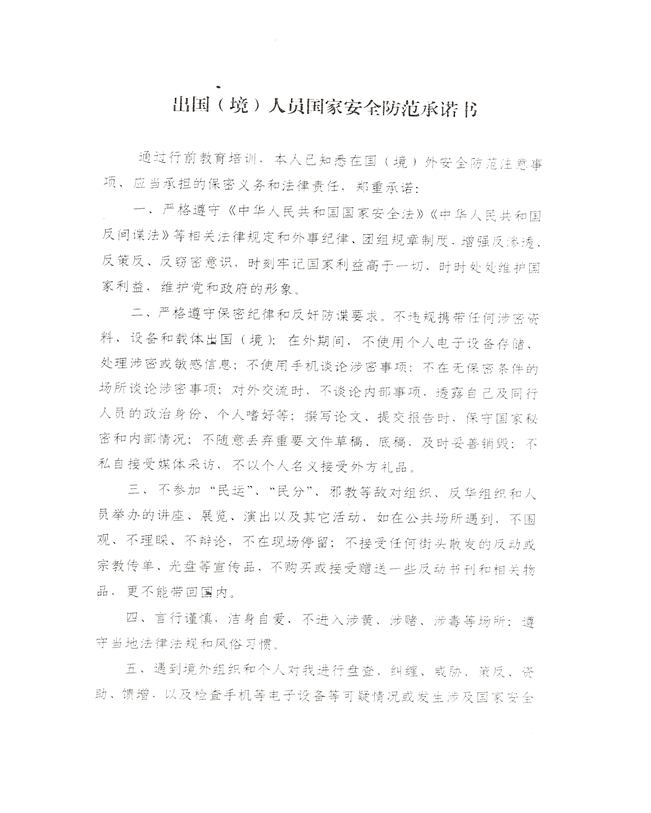 出国（境）人员国家安全防范承诺书
通过行前教育培训，本人已知悉在国（境）外安全防范注意事
项、应当承担的保密义务和法律责任，郑重承诺：
一、严格遵守《中华人民共和国国家安全法》《中华人民共和国
反间谍法》等相关法律规定和外事纪律、团组规章制度，增强反渗透、
反策反、反窃密意识，时刻牢记国家利益高于一切，时时处处维护国
家利益，维护党和政府的形象。
二、严格遵守保密纪律和反奸防谍要求。不违规携带任何涉密资
料、设备和载体出国（境）；在外期间，不使用个人电子设备存储、
处理涉密或敏感信息；不使用手机谈论涉密事项；不在无保密条件的
场所谈论涉密事项；对外交流时，不谈论内部事项，透露自己及同行
人员的政治身份、个人嗜好等；撰写论文、提交报告时，保守国家秘
密和内部情况；不随意丢弃重要文件草稿、底稿，及时妥善销毁；不
私自接受媒体采访，不以个人名义接受外方礼品。
三、不参加“民运”、“民分”、邪教等敌对组织、反华组织和人
员举办的讲座、展览、演出以及其它活动，如在公共场所遇到，不围
观、不理睬、不辩论，不在现场停留；不接受任何街头散发的反动或
宗教传单、光盘等宣传品，不购买或接受赠送一些反动书刊和相关物
品，更不能带回国内。
四、言行谨慎，洁身自爱，不进入涉黄、涉赌、涉毒等场所；遵
守当地法律法规和风俗习惯。
五、遇到境外组织和个人对我进行盘查、纠缠、威胁、策反、资
助、馈增，以及检查手机等电子设备等可疑情况或发生涉及国家安全